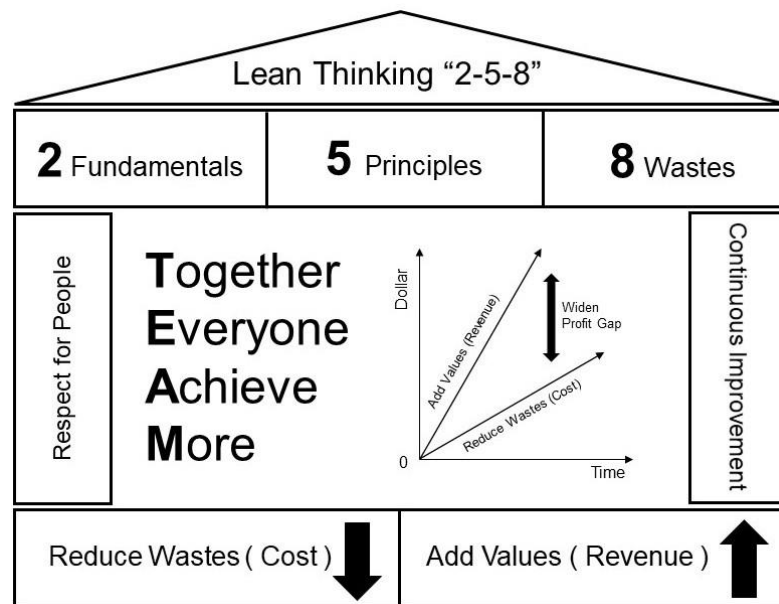 Lean Thinking “2-5-8”
2 Fundamentals
5 Principles
8 Wastes
Respect for People
Together
Everyone
Achieve
More
Dollar
Add Values (Revenue)
Widen
Profit Gap
Reduce Wastes (Cost)
0
Time
Continuous Improvement
Reduce Wastes ( Cost )
Add Values ( Revenue )